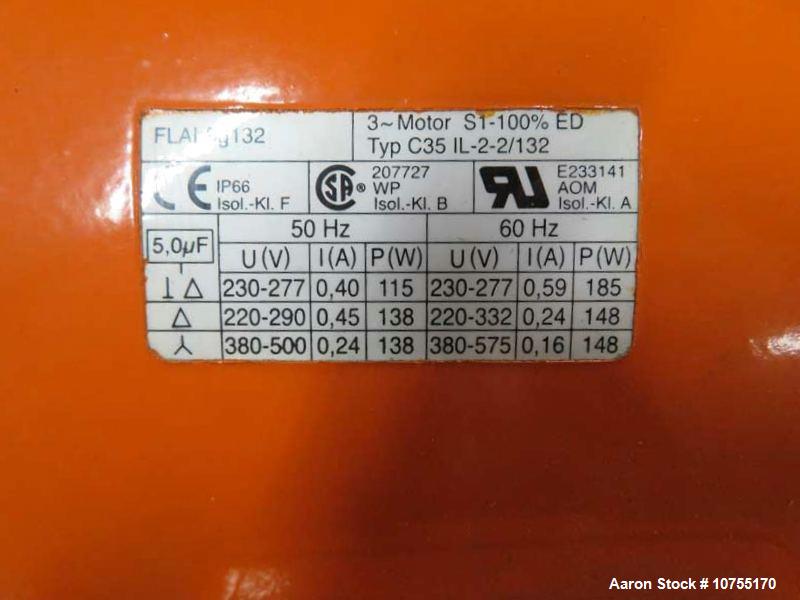 3~Motor S1-100% ED
Typ C35 IL-2-2/132
CE IP66
Isol.-Kl. F
SA® 207727
WP
Isol.-Kl. B
RU E233141
AOM
Isol.-Kl. A
5,0µF
50 Hz 60 Hz
U(V) I(A) P(W) U(V) I(A) P(W)
⊥ △ 230-277 0,40 115 230-277 0,59 185
△ 220-290 0,45 138 220-332 0,24 148
⅄ 380-500 0,24 138 380-575 0,16 148
Aaron Stock # 10755170